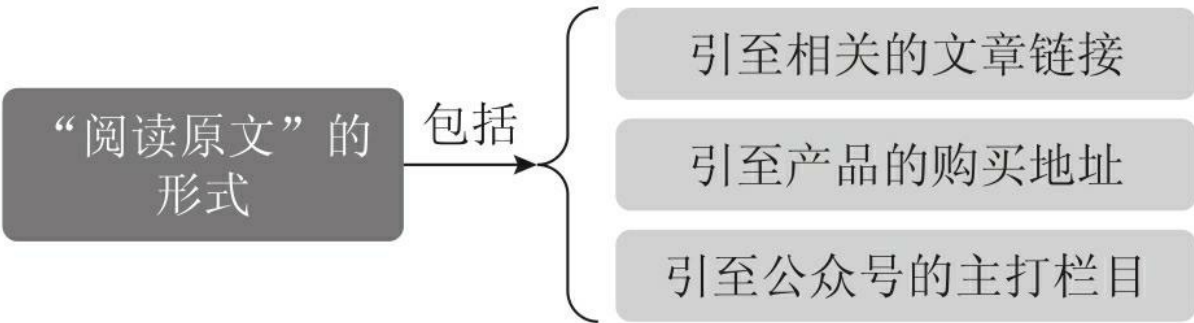 “阅读原文”的
形式
包括
引至相关的文章链接
引至产品的购买地址
引至公众号的主打栏目